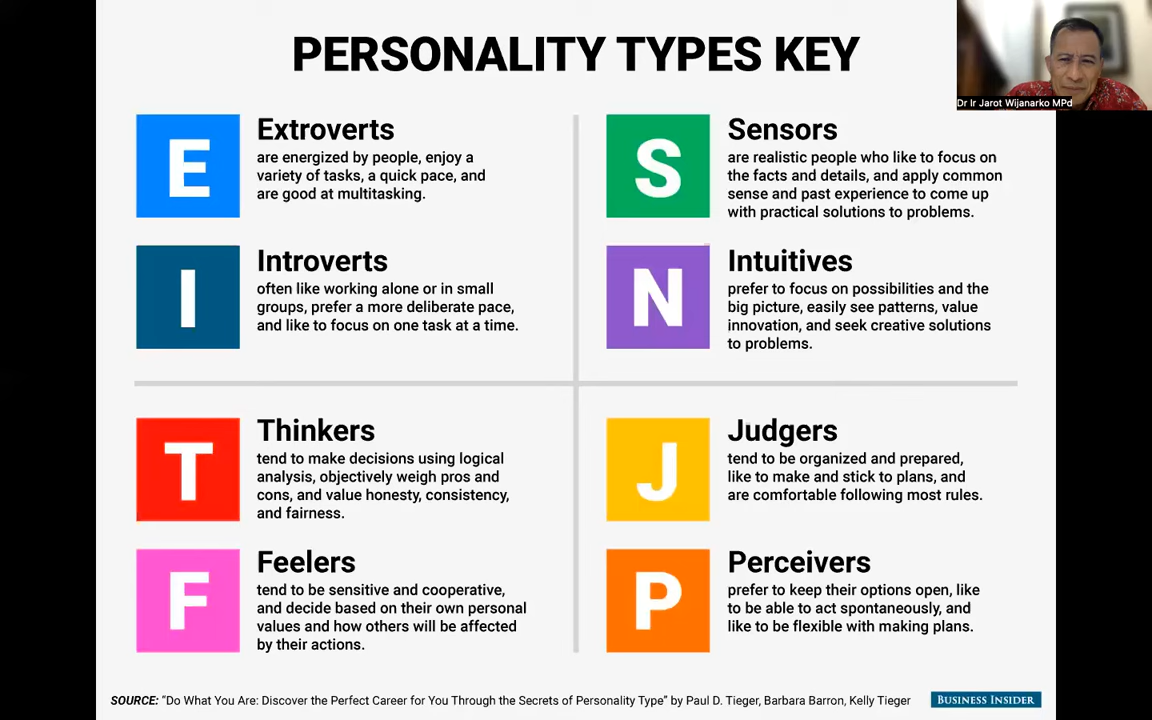 PERSONALITY TYPES KEY
Dr Ir Jarot Wijanarko MPd
E
Extroverts
are energized by people, enjoy a
variety of tasks, a quick pace, and
are good at multitasking.
I
Introverts
often like working alone or in small
groups, prefer a more deliberate pace,
and like to focus on one task at a time.
S
Sensors
are realistic people who like to focus on
the facts and details, and apply common
sense and past experience to come up
with practical solutions to problems.
N
Intuitives
prefer to focus on possibilities and the
big picture, easily see patterns, value
innovation, and seek creative solutions
to problems.
T
Thinkers
tend to make decisions using logical
analysis, objectively weigh pros and
cons, and value honesty, consistency,
and fairness.
F
Feelers
tend to be sensitive and cooperative,
and decide based on their own personal
values and how others will be affected
by their actions.
J
Judgers
tend to be organized and prepared,
like to make and stick to plans, and
are comfortable following most rules.
P
Perceivers
prefer to keep their options open, like
to be able to act spontaneously, and
like to be flexible with making plans.
SOURCE: “Do What You Are: Discover the Perfect Career for You Through the Secrets of Personality Type” by Paul D. Tieger, Barbara Barron, Kelly Tieger
BUSINESS INSIDER